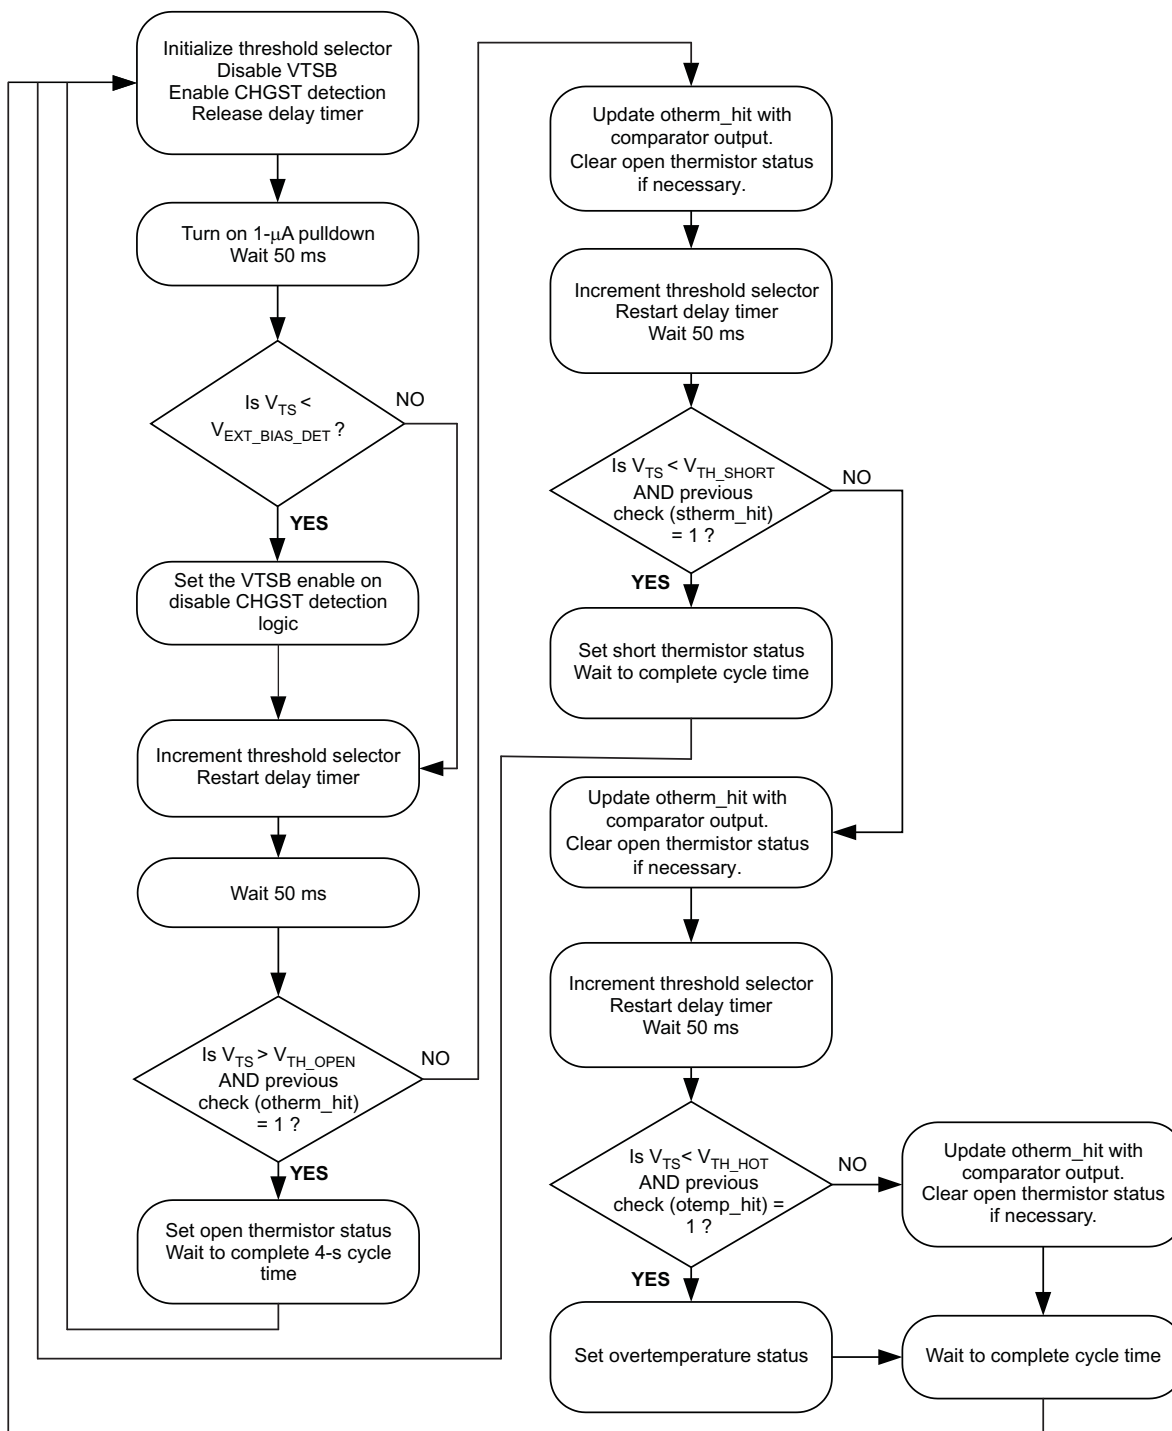 Initialize threshold selector
Disable VTSB
Enable CHGST detection
Release delay timer
Turn on 1-μA pulldown
Wait 50 ms
Is V_TS <
V_EXT_BIAS_DET ?
NO
YES
Set the VTSB enable on
disable CHGST detection
logic
Increment threshold selector
Restart delay timer
Wait 50 ms
Is V_TS > V_TH_OPEN
AND previous
check (otherm_hit)
= 1 ?
NO
YES
Set open thermistor status
Wait to complete 4-s cycle
time
Update otherm_hit with
comparator output.
Clear open thermistor status
if necessary.
Increment threshold selector
Restart delay timer
Wait 50 ms
Is V_TS < V_TH_SHORT
AND previous
check (stherm_hit)
= 1 ?
NO
YES
Set short thermistor status
Wait to complete cycle time
Update otherm_hit with
comparator output.
Clear open thermistor status
if necessary.
Increment threshold selector
Restart delay timer
Wait 50 ms
Is V_TS< V_TH_HOT
AND previous
check (otemp_hit) =
1 ?
NO
YES
Update otherm_hit with
comparator output.
Clear open thermistor status
if necessary.
Set overtemperature status
Wait to complete cycle time